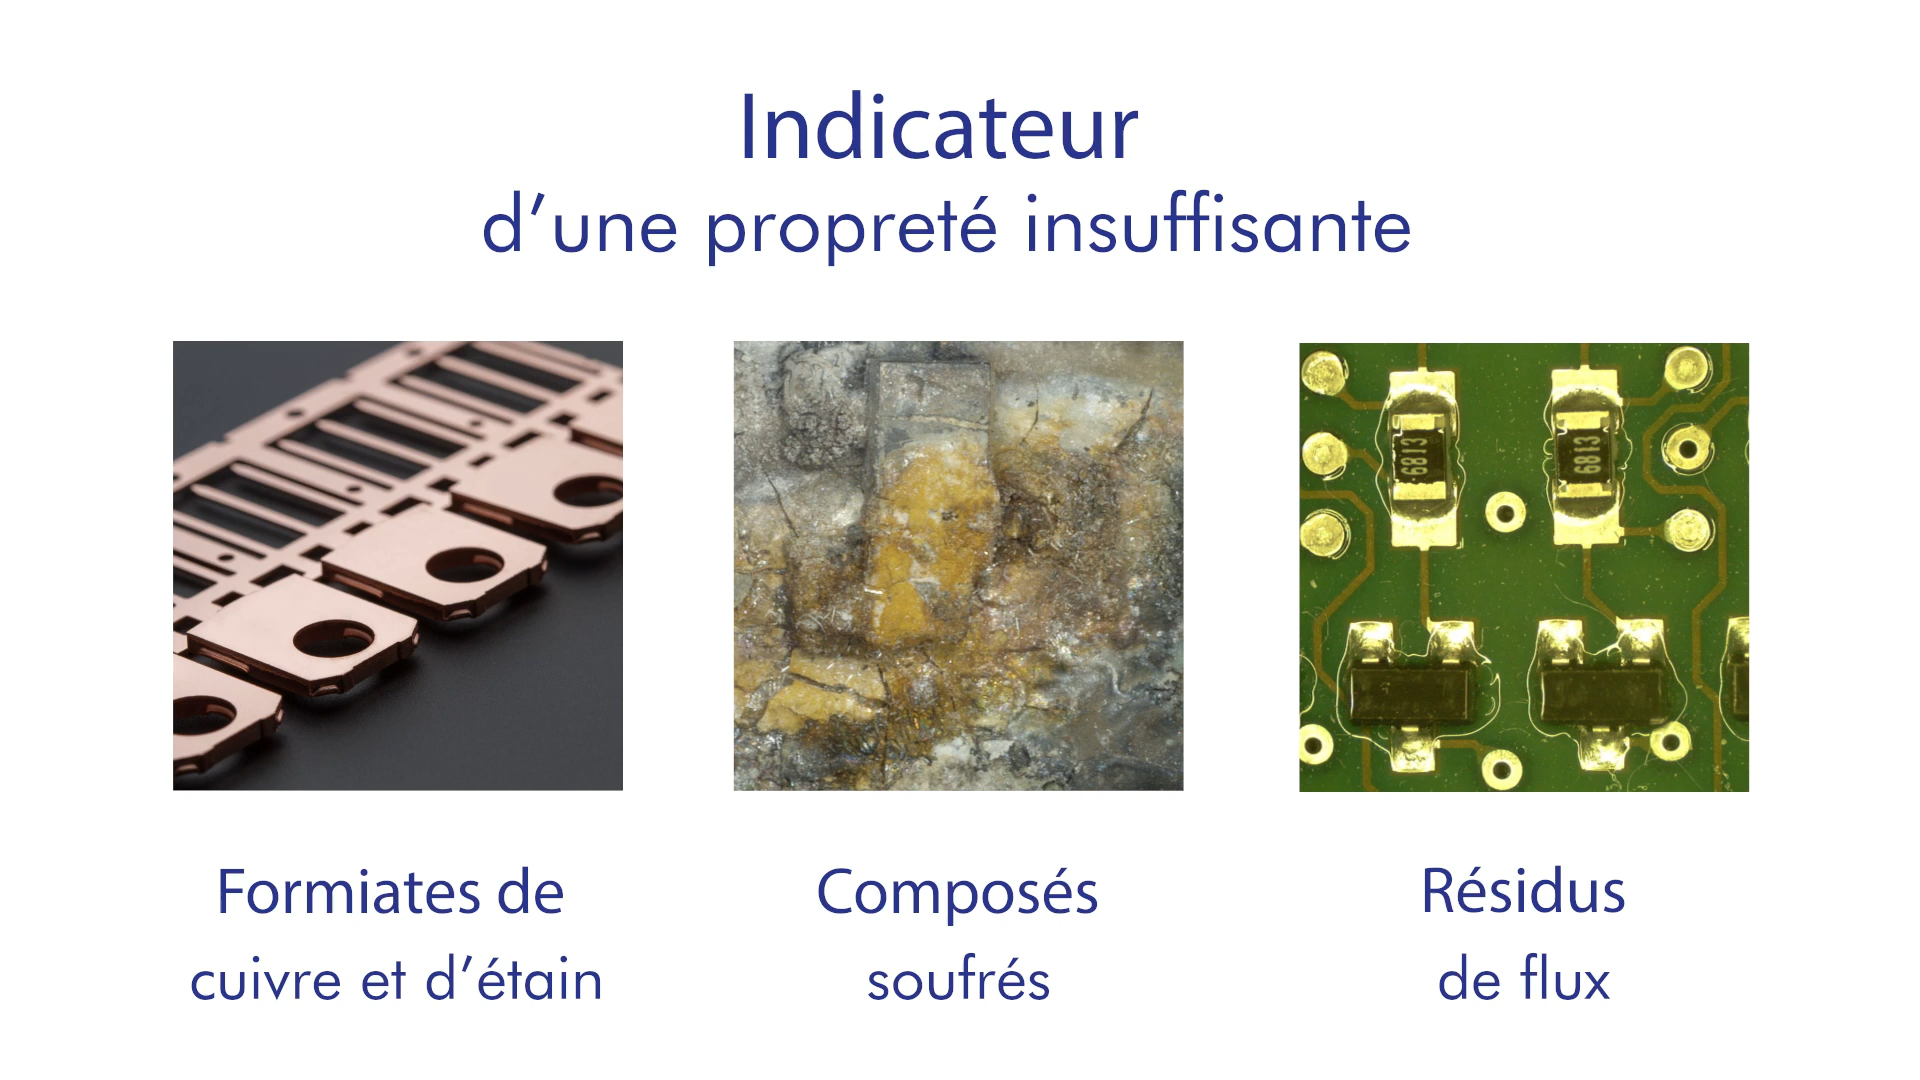 Indicateur
d’une propreté insuffisante
6813
6813
Formiates de
cuivre et d’étain
Composés
soufrés
Résidus
de flux